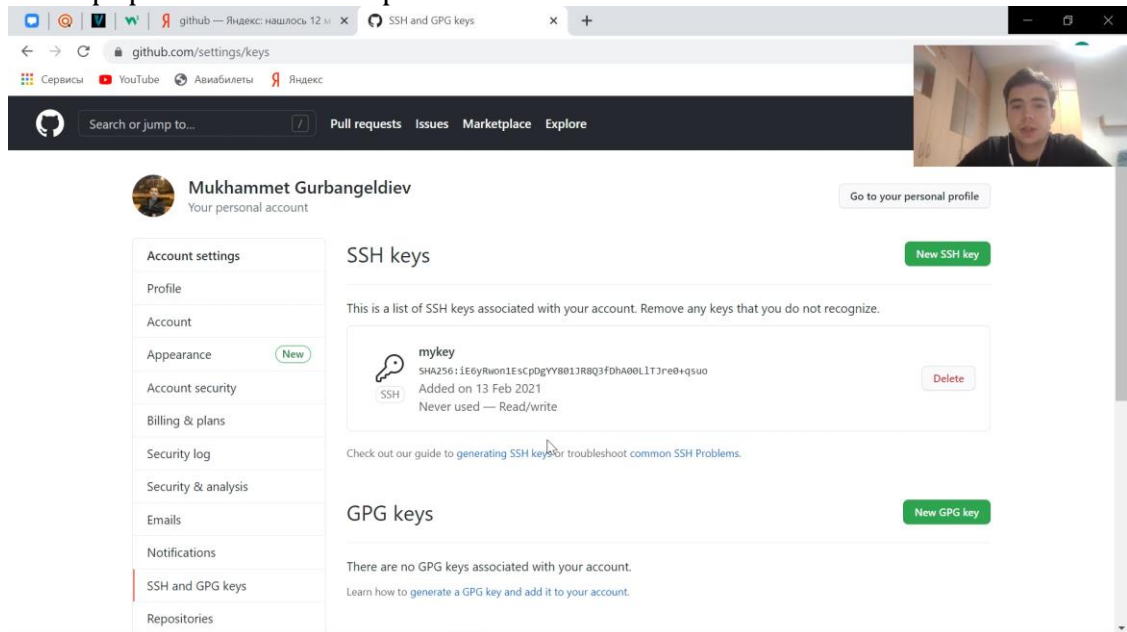 github — Яндекс: нашлось 12 м
SSH and GPG keys
github.com/settings/keys
Сервисы YouTube Авиабилеты Яндекс
Search or jump to... / Pull requests Issues Marketplace Explore
Mukhammet Gurbangeldiev
Your personal account
Go to your personal profile
Account settings
Profile
Account
Appearance New
Account security
Billing & plans
Security log
Security & analysis
Emails
Notifications
SSH and GPG keys
Repositories
SSH keys
New SSH key
This is a list of SSH keys associated with your account. Remove any keys that you do not recognize.
mykey
SHA256:iE6yRwon1EsCpDgYY801JR8Q3fDhA00LlTJre0+qsuo
SSH
Added on 13 Feb 2021
Never used — Read/write
Delete
Check out our guide to generating SSH keys or troubleshoot common SSH Problems.
GPG keys
New GPG key
There are no GPG keys associated with your account.
Learn how to generate a GPG key and add it to your account.